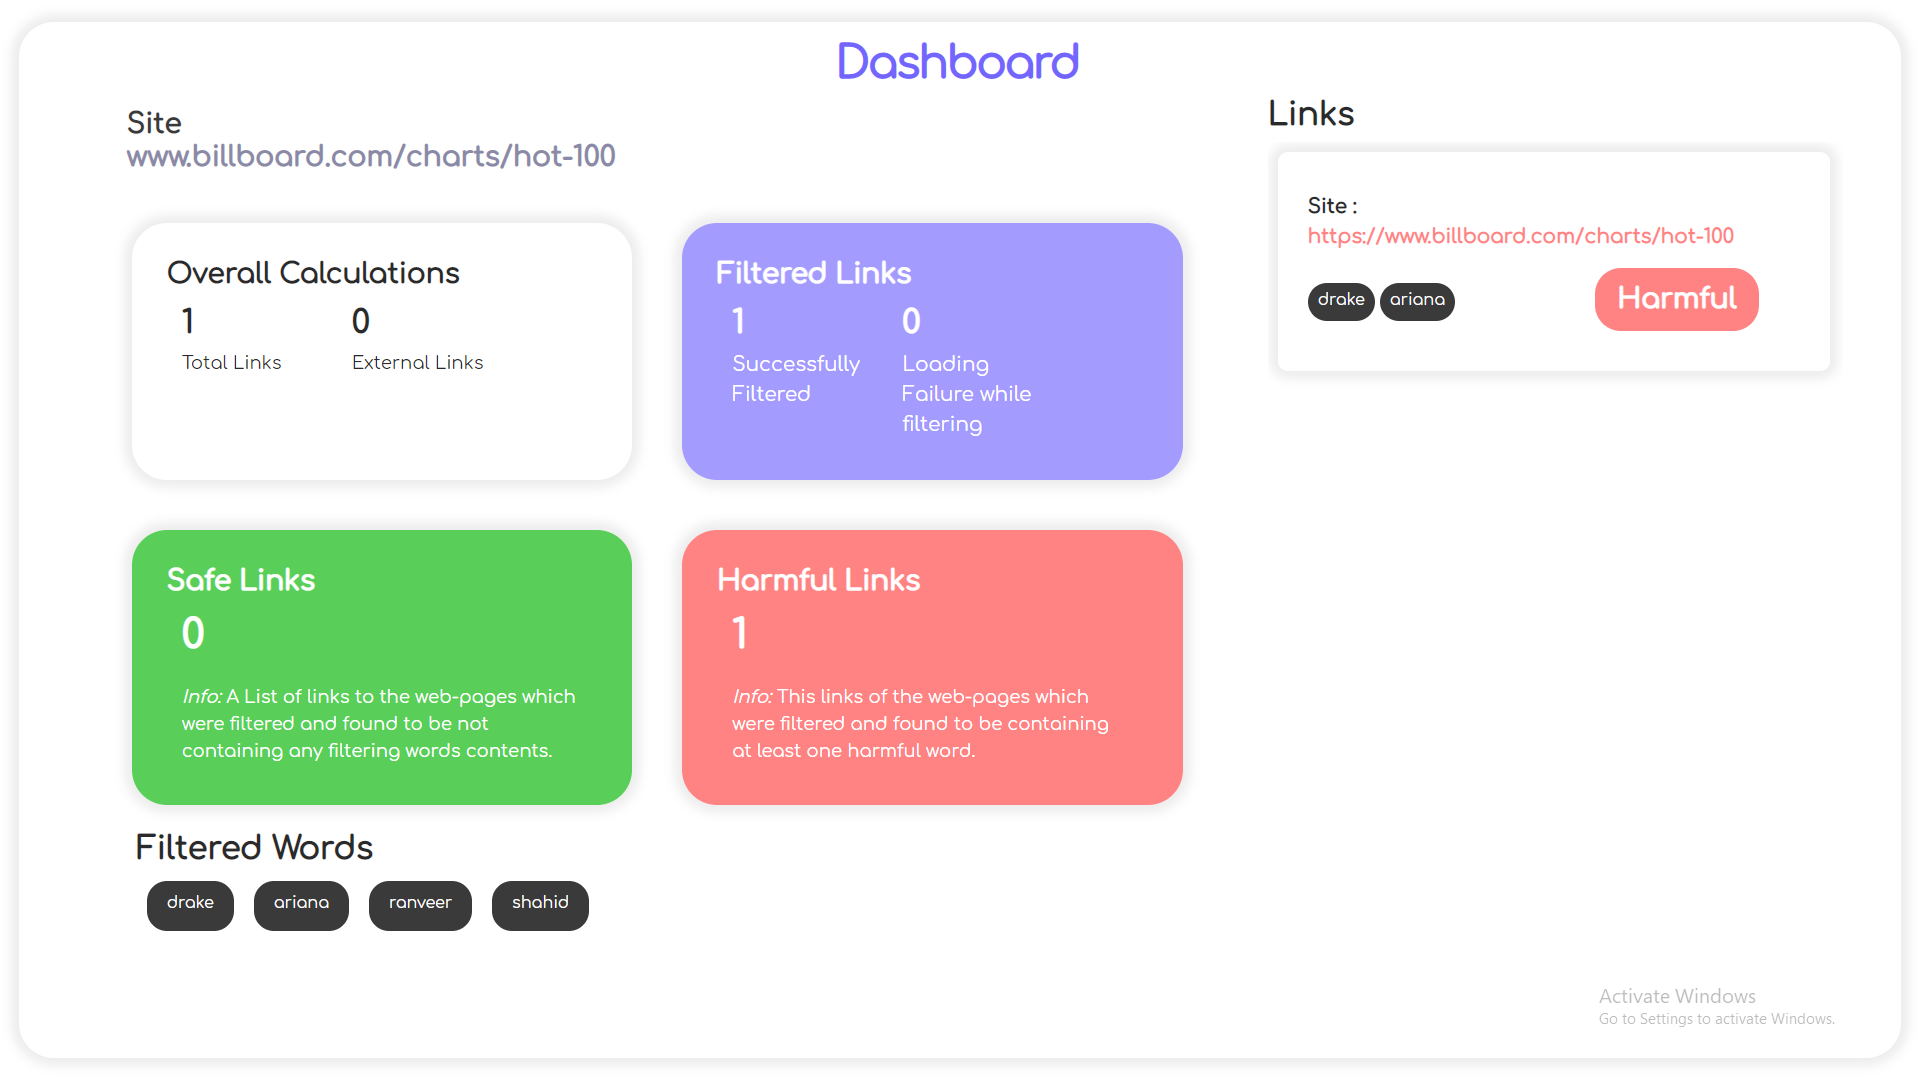 Dashboard
Site
www.billboard.com/charts/hot-100
Overall Calculations
1
Total Links
0
External Links
Filtered Links
1
Successfully
Filtered
0
Loading
Failure while
filtering
Safe Links
0
Info: A List of links to the web-pages which
were filtered and found to be not
containing any filtering words contents.
Harmful Links
1
Info: This links of the web-pages which
were filtered and found to be containing
at least one harmful word.
Filtered Words
drake
ariana
ranveer
shahid
Links
Site :
https://www.billboard.com/charts/hot-100
drake
ariana
Harmful
Activate Windows
Go to Settings to activate Windows.